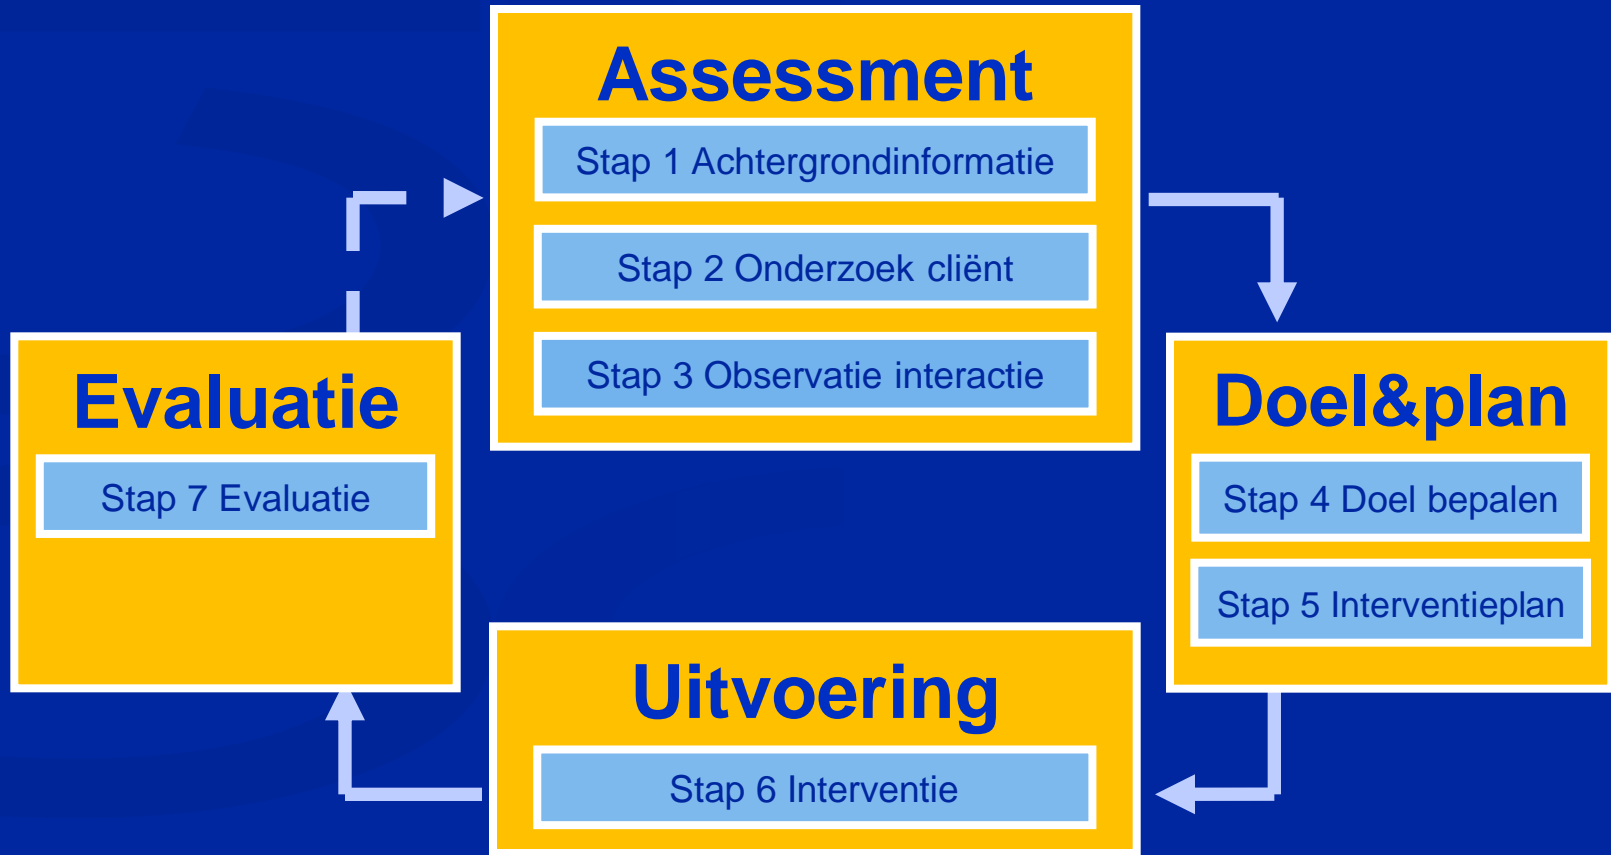 Assessment
Stap 1 Achtergrondinformatie
Stap 2 Onderzoek cliënt
Stap 3 Observatie interactie
Doel&plan
Stap 4 Doel bepalen
Stap 5 Interventieplan
Uitvoering
Stap 6 Interventie
Evaluatie
Stap 7 Evaluatie